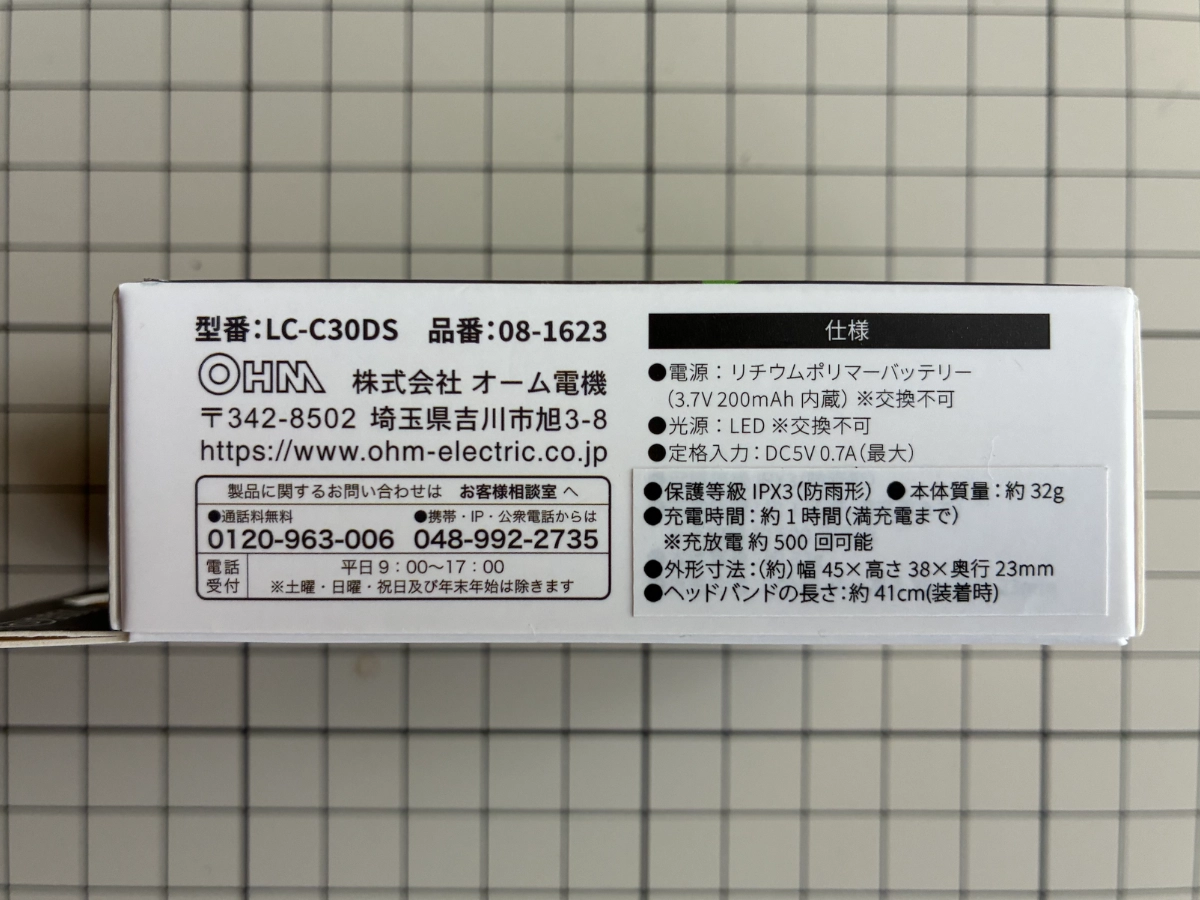 型番：LC-C30DS　品番：08-1623
OHM 株式会社 オーム電機
〒342-8502 埼玉県吉川市旭3-8
https://www.ohm-electric.co.jp
製品に関するお問い合わせは お客様相談室 へ
●通話料無料 ●携帯・IP・公衆電話からは
0120-963-006 048-992-2735
電話受付 平日 9：00〜17：00
※土曜・日曜・祝日及び年末年始は除きます
仕様
●電源：リチウムポリマーバッテリー
（3.7V 200mAh 内蔵）※交換不可
●光源：LED ※交換不可
●定格入力：DC5V 0.7A（最大）
●保護等級 IPX3（防雨形） ●本体質量：約 32g
●充電時間：約 1 時間（満充電まで）
※充放電 約 500 回可能
●外形寸法：（約）幅 45×高さ 38×奥行 23mm
●ヘッドバンドの長さ：約 41cm(装着時)